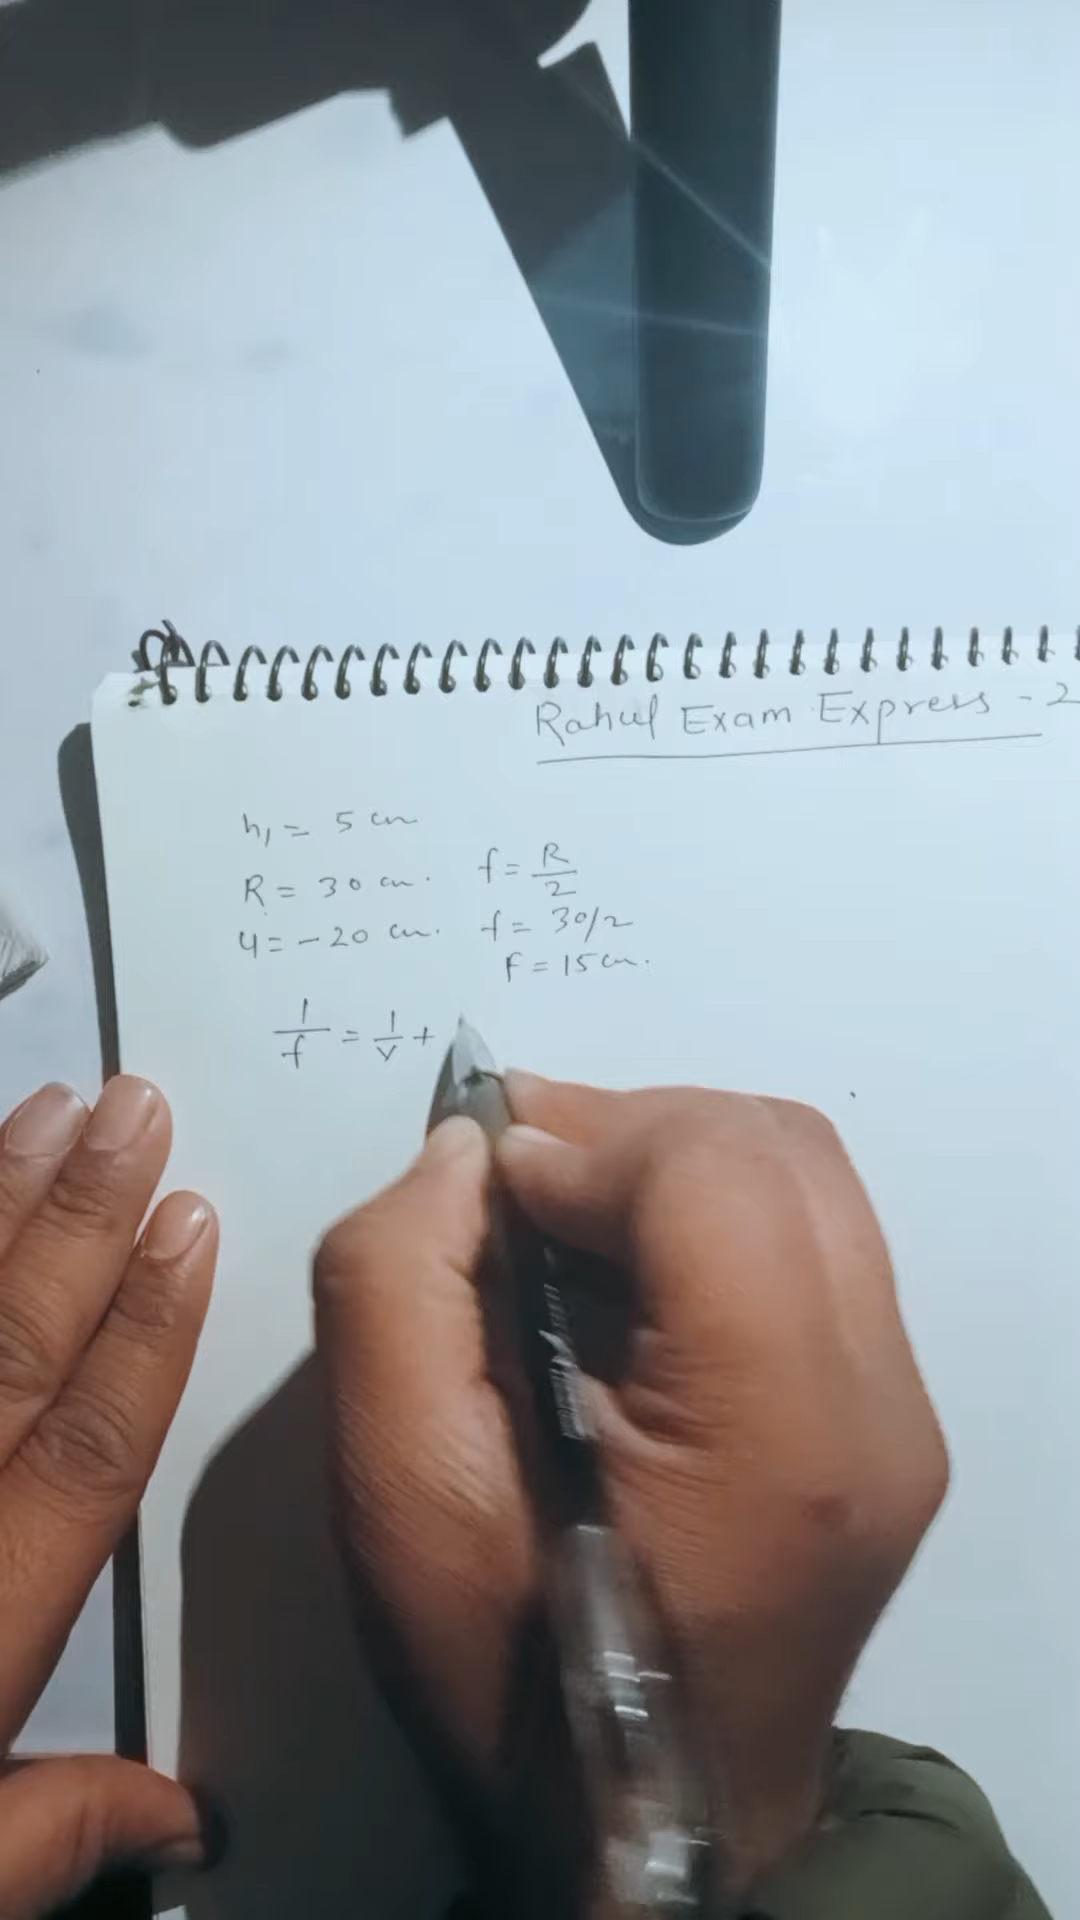 Rahul Exam Express - 2
h₁ = 5 cm
R = 30 cm. f = R/2
u = -20 cm. f = 30/2
F = 15 cm.
1/f = 1/v +